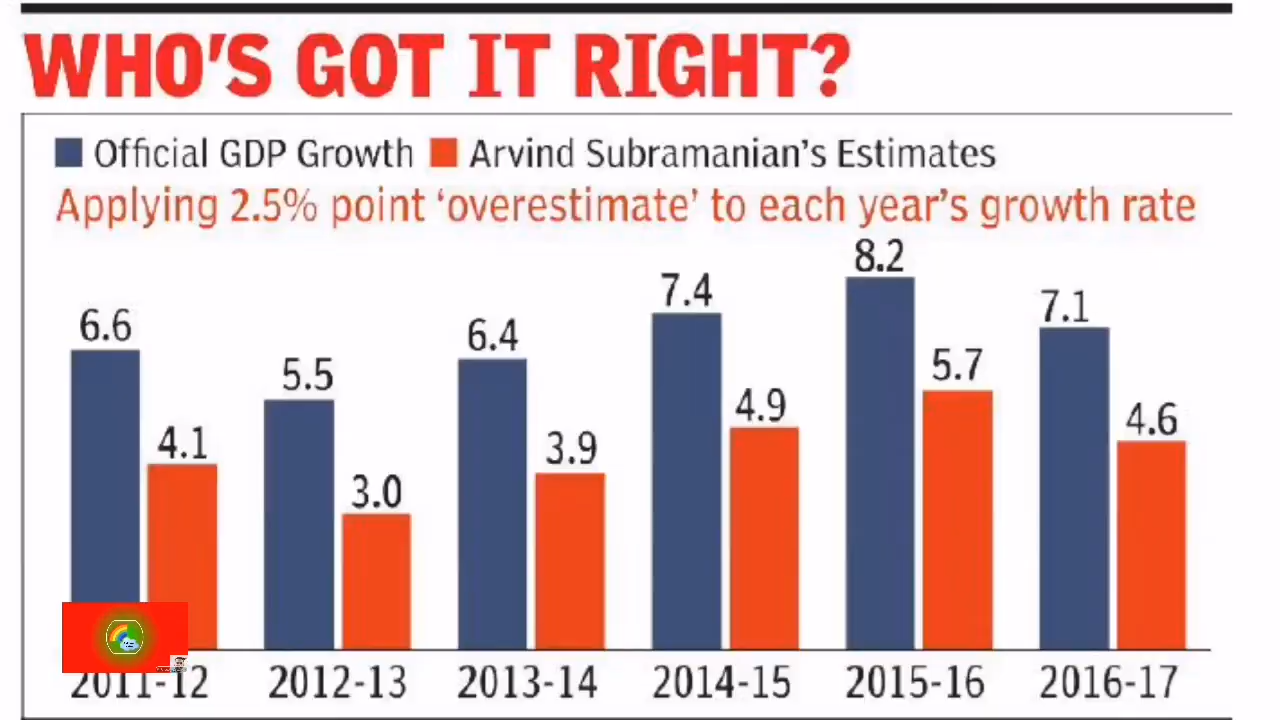 WHO'S GOT IT RIGHT?
Official GDP Growth Arvind Subramanian's Estimates
Applying 2.5% point ‘overestimate’ to each year's growth rate
6.6 4.1 5.5 3.0 6.4 3.9 7.4 4.9 8.2 5.7 7.1 4.6
2011-12 2012-13 2013-14 2014-15 2015-16 2016-17